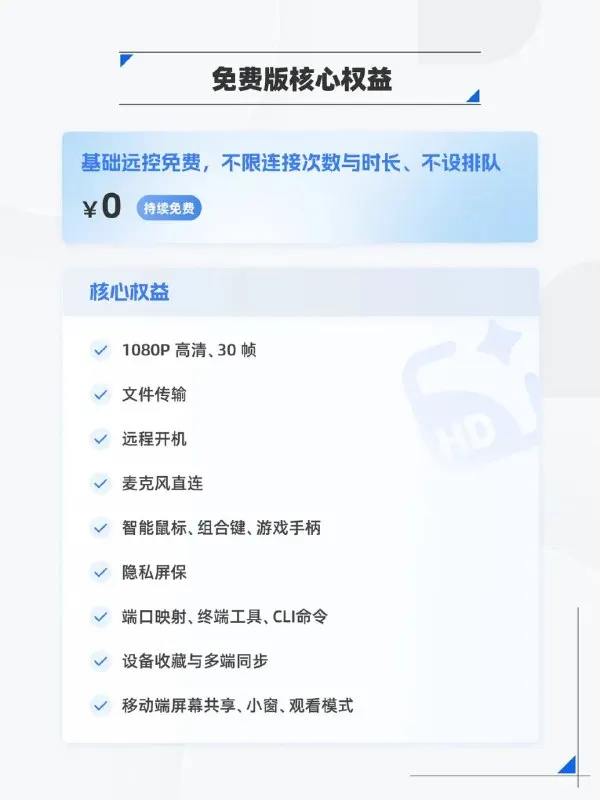 免费版核心权益
基础远控免费，不限连接次数与时长、不设排队
¥0 持续免费
核心权益
1080P 高清、30 帧
文件传输
远程开机
麦克风直连
智能鼠标、组合键、游戏手柄
隐私屏保
端口映射、终端工具、CLI命令
设备收藏与多端同步
移动端屏幕共享、小窗、观看模式
HD